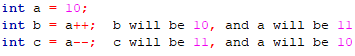 int a = 10;
int b = a++;  b will be 10, and a will be 11
int c = a--;  c will be 11, and a will be 10